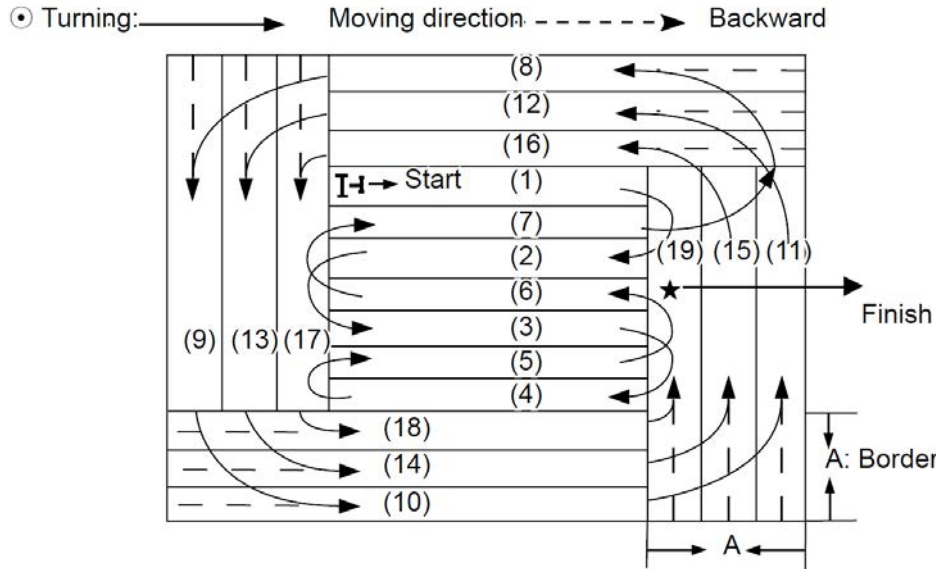 Turning: Moving direction Backward
(8)
(12)
(16)
Start (1)
(7)
(2) (19) (15) (11)
(6)
Finish
(9) (13) (17) (3)
(5)
(4)
(18)
(14) A: Border
(10)
A